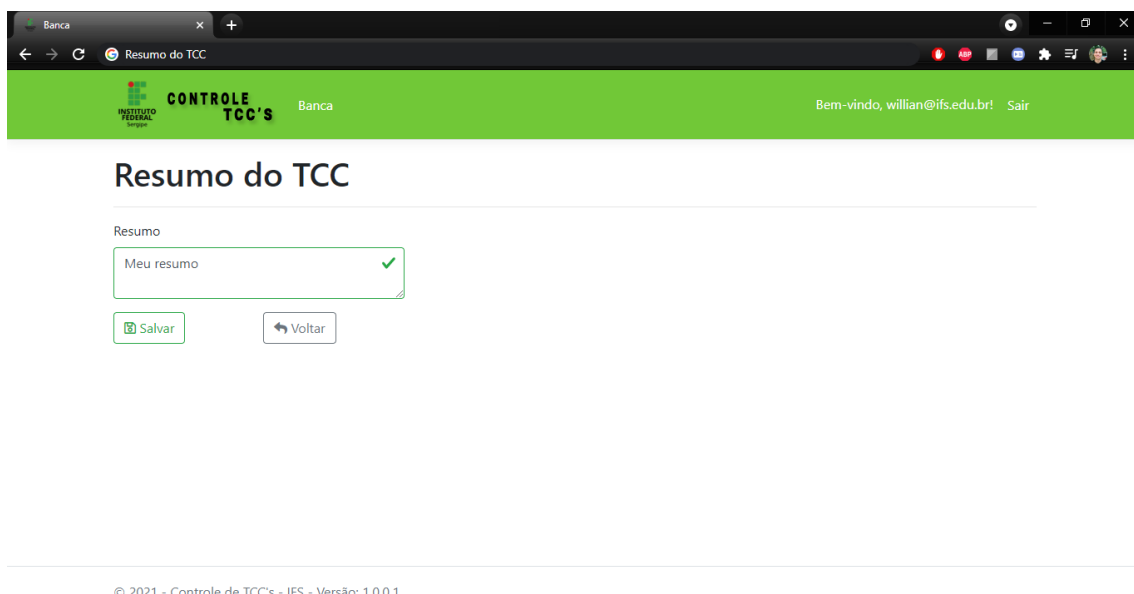 Banca
Resumo do TCC
ABP
INSTITUTO
FEDERAL
Sergipe
CONTROLE
TCC'S
Banca
Bem-vindo, willian@ifs.edu.br! Sair
Resumo do TCC
Resumo
Meu resumo
Salvar Voltar
© 2021 - Controle de TCC's - IFS - Versão: 1.0.0.1